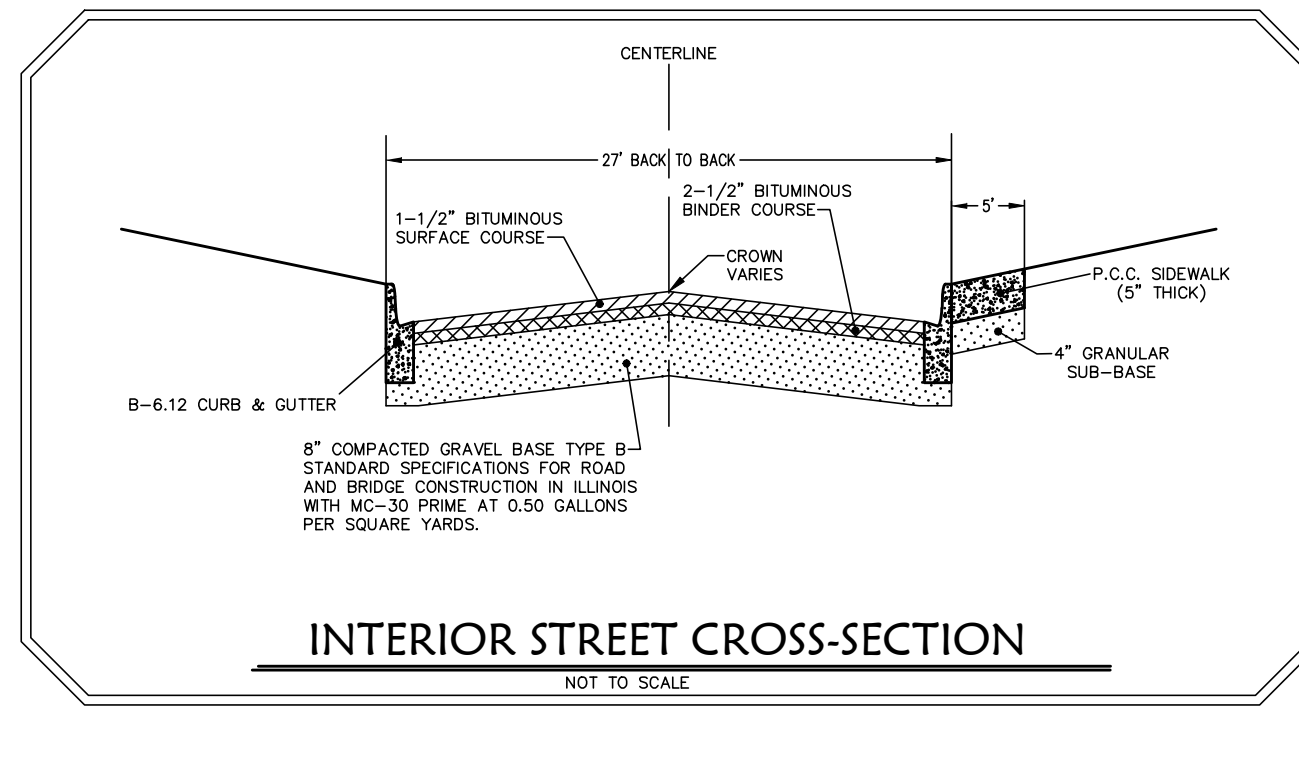 CENTERLINE
27' BACK TO BACK
2-1/2" BITUMINOUS
BINDER COURSE
5'
1-1/2" BITUMINOUS
SURFACE COURSE
CROWN
VARIES
P.C.C. SIDEWALK
(5" THICK)
4" GRANULAR
SUB-BASE
B-6.12 CURB & GUTTER
8" COMPACTED GRAVEL BASE TYPE B
STANDARD SPECIFICATIONS FOR ROAD
AND BRIDGE CONSTRUCTION IN ILLINOIS
WITH MC-30 PRIME AT 0.50 GALLONS
PER SQUARE YARDS.
INTERIOR STREET CROSS-SECTION
NOT TO SCALE